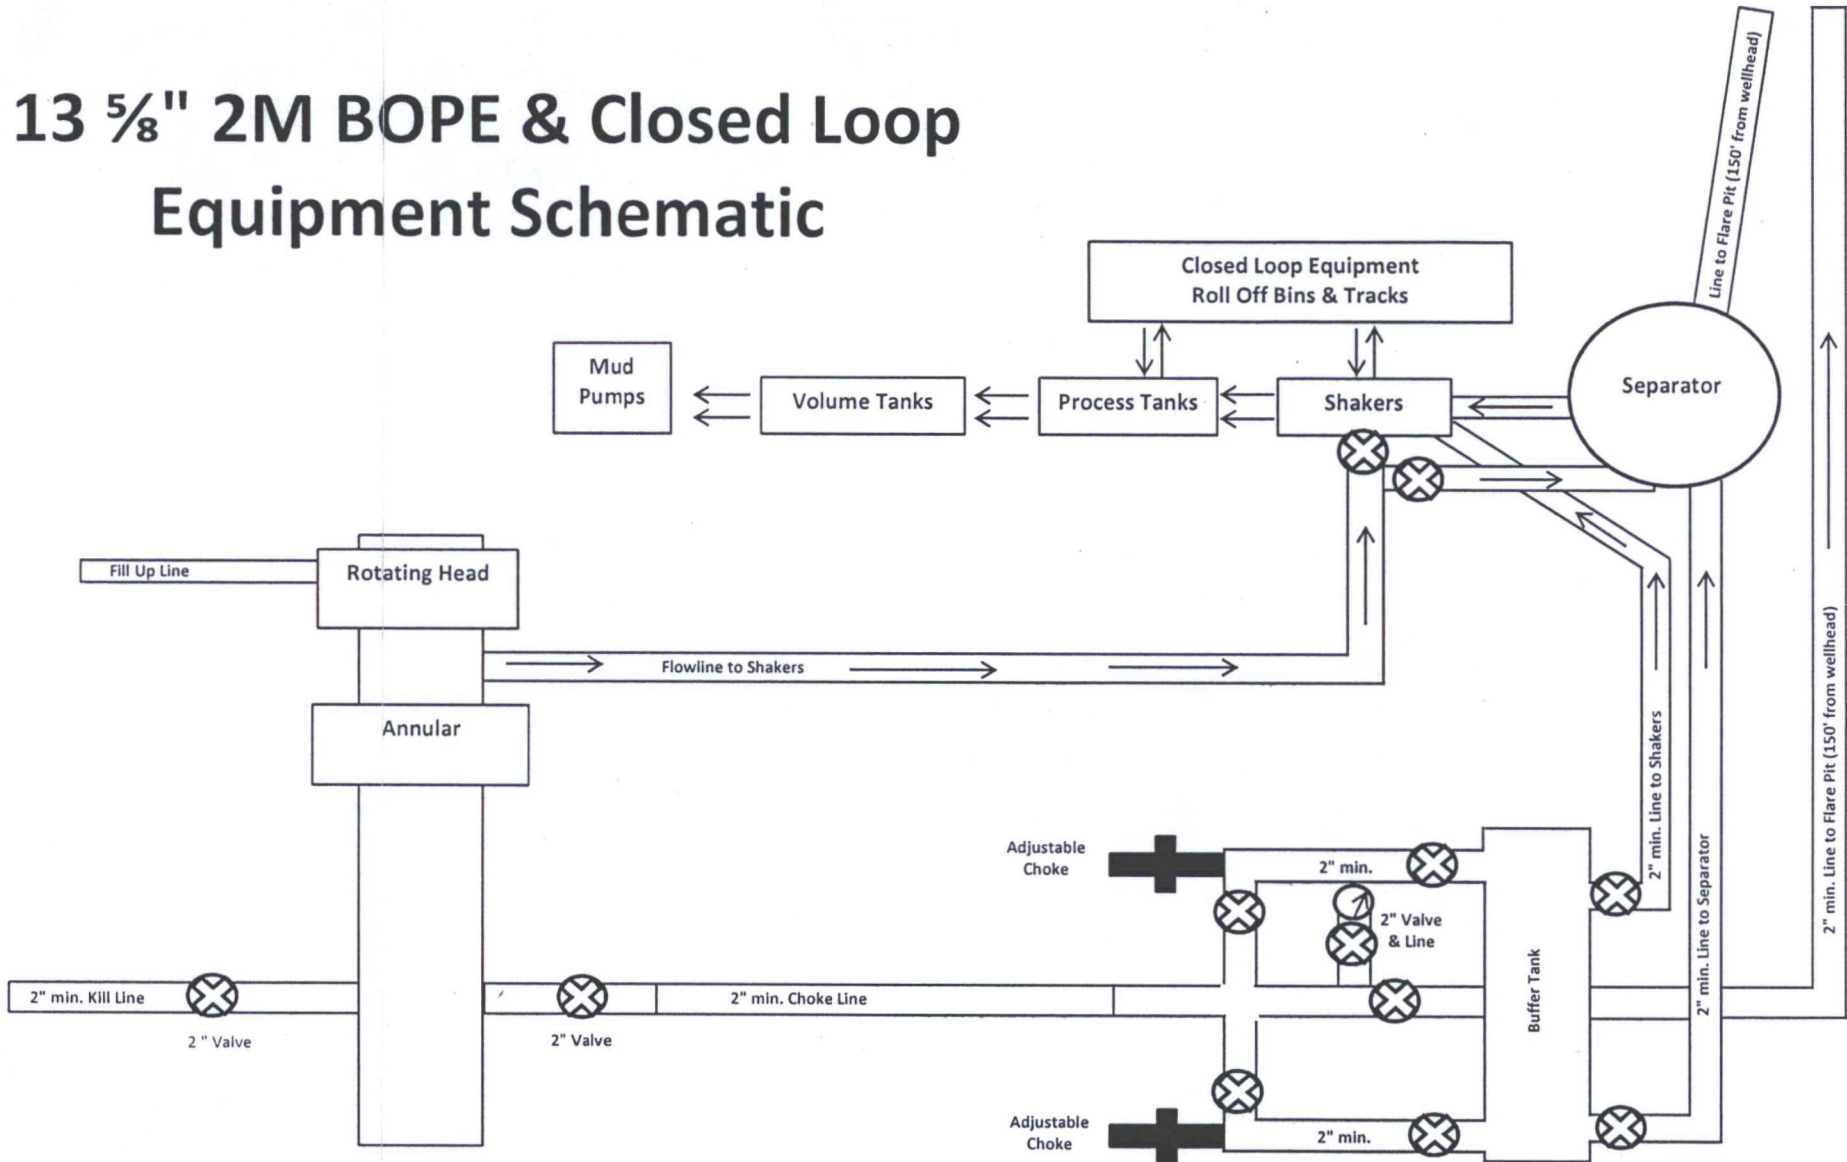 13 ⅝" 2M BOPE & Closed Loop
Equipment Schematic
Line to Flare Pit (150' from wellhead)
Closed Loop Equipment
Roll Off Bins & Tracks
Mud
Pumps
Volume Tanks
Process Tanks
Shakers
Separator
Fill Up Line
Rotating Head
Flowline to Shakers
Annular
2" min. Line to Shakers
2" min. Line to Separator
2" min. Line to Flare Pit (150' from wellhead)
Adjustable
Choke
2" min.
2" Valve
& Line
Buffer Tank
2" min. Kill Line
2 " Valve
2" Valve
2" min. Choke Line
Adjustable
Choke
2" min.